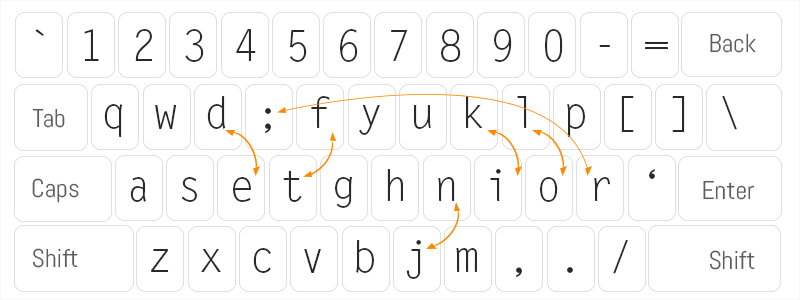 ` 1 2 3 4 5 6 7 8 9 0 - = Back
Tab q w d ; f y u k l p [ ] \
Caps a s e t g h n i o r ‘ Enter
Shift z x c v b j m , . / Shift